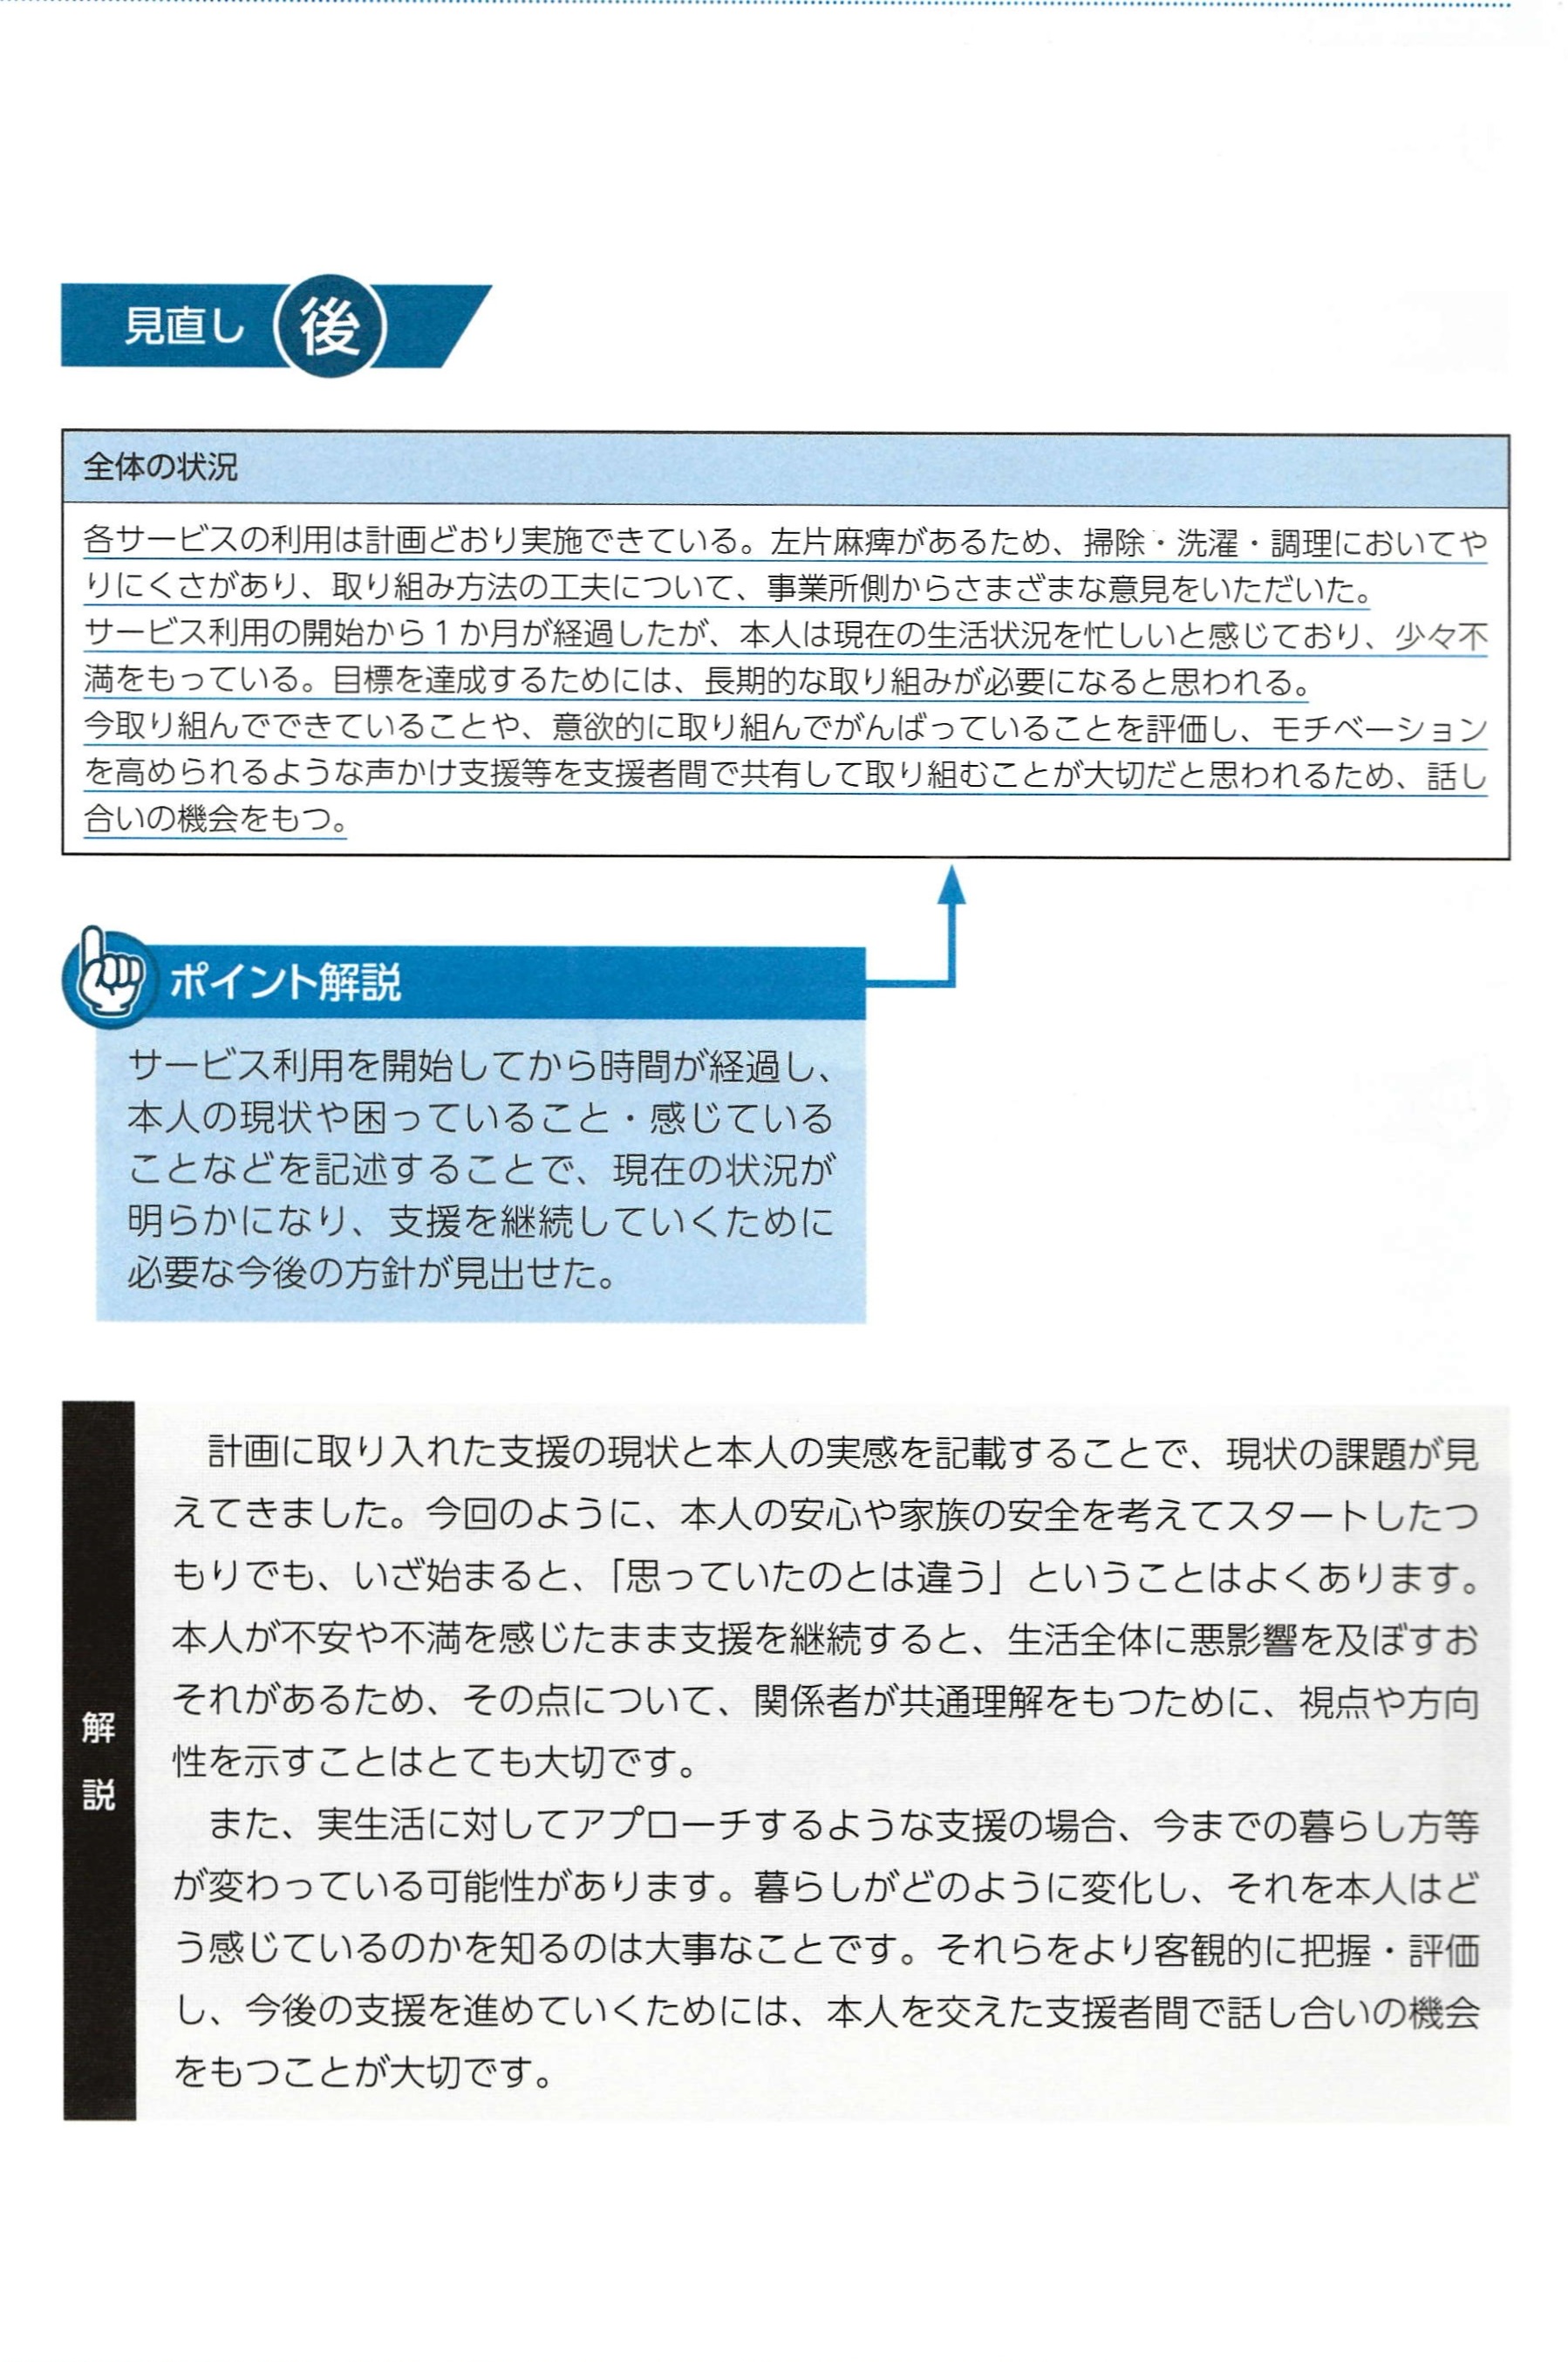 見直し 後
全体の状況
各サービスの利用は計画どおり実施できている。左片麻痺があるため、掃除・洗濯・調理においてや
りにくさがあり、取り組み方法の工夫について、事業所側からさまざまな意見をいただいた。
サービス利用の開始から1か月が経過したが、本人は現在の生活状況を忙しいと感じており、少々不
満をもっている。目標を達成するためには、長期的な取り組みが必要になると思われる。
今取り組んでできていることや、意欲的に取り組んでがんばっていることを評価し、モチベーション
を高められるような声かけ支援等を支援者間で共有して取り組むことが大切だと思われるため、話し
合いの機会をもつ。
ポイント解説
サービス利用を開始してから時間が経過し、
本人の現状や困っていること・感じている
ことなどを記述することで、現在の状況が
明らかになり、支援を継続していくために
必要な今後の方針が見出せた。
解説
計画に取り入れた支援の現状と本人の実感を記載することで、現状の課題が見
えてきました。今回のように、本人の安心や家族の安全を考えてスタートしたつ
もりでも、いざ始まると、「思っていたのとは違う」ということはよくあります。
本人が不安や不満を感じたまま支援を継続すると、生活全体に悪影響を及ぼすお
それがあるため、その点について、関係者が共通理解をもつために、視点や方向
性を示すことはとても大切です。
また、実生活に対してアプローチするような支援の場合、今までの暮らし方等
が変わっている可能性があります。暮らしがどのように変化し、それを本人はど
う感じているのかを知るのは大事なことです。それらをより客観的に把握・評価
し、今後の支援を進めていくためには、本人を交えた支援者間で話し合いの機会
をもつことが大切です。